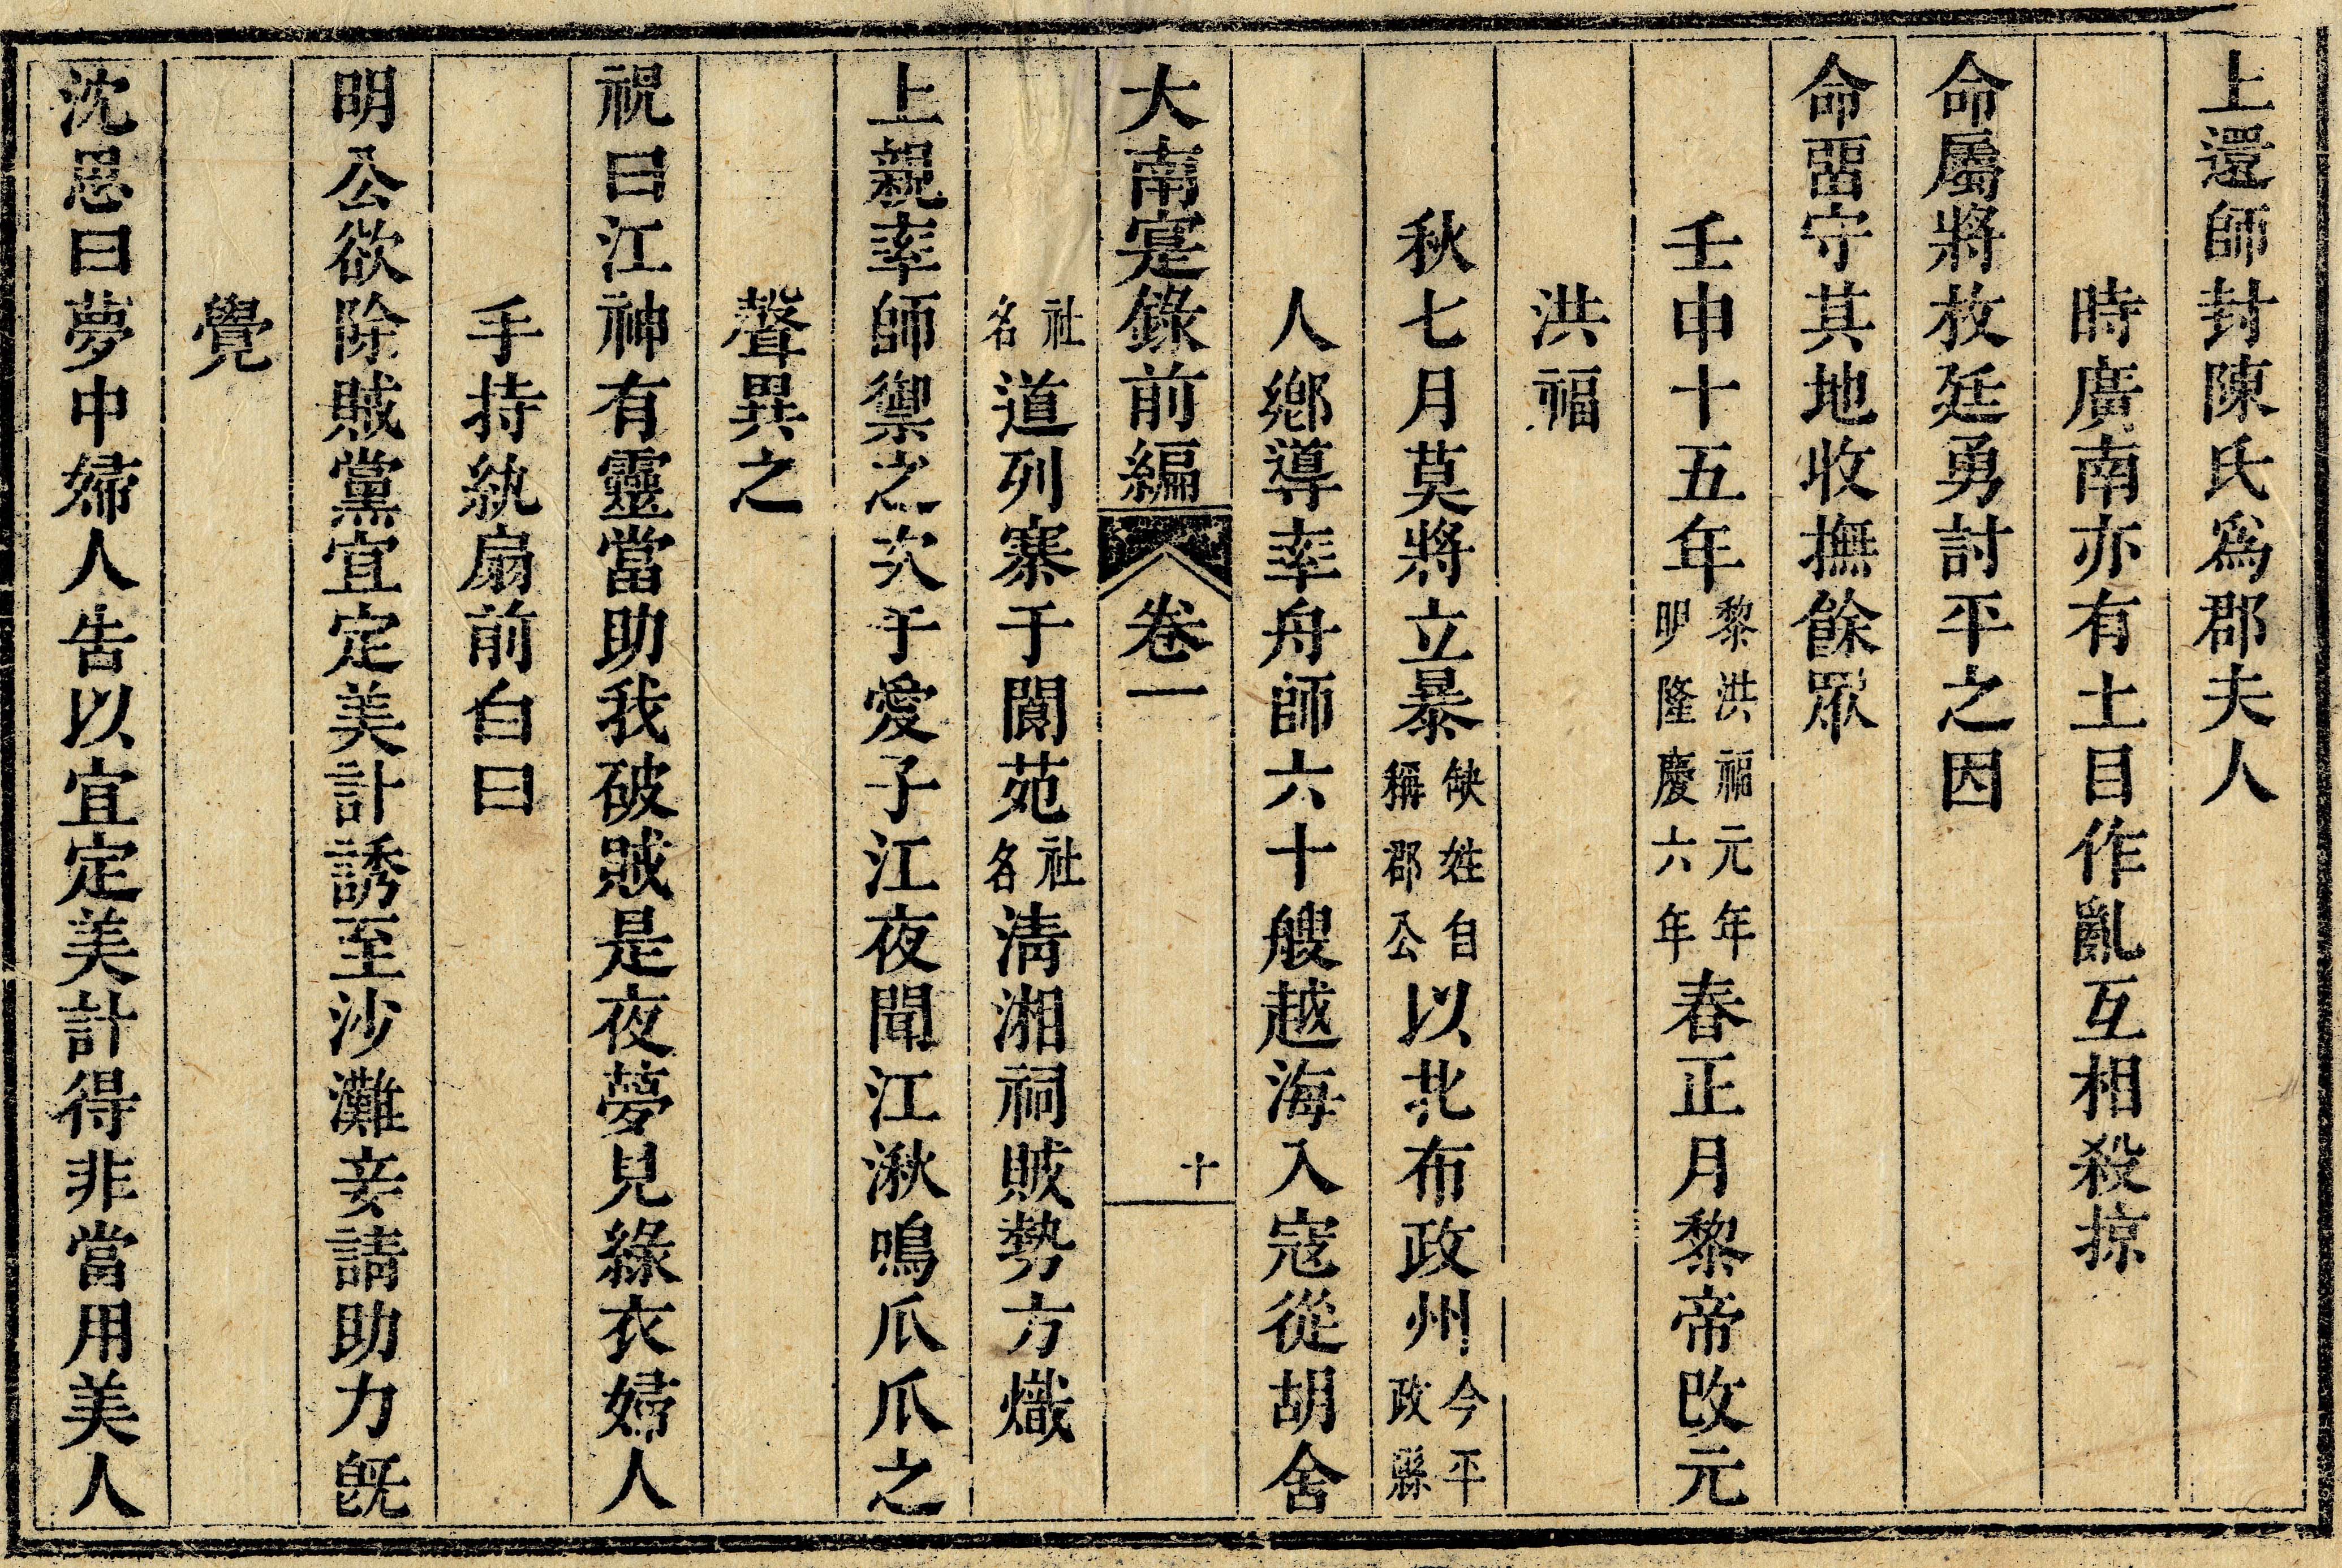 上還師封陳氏爲郡夫人
時廣南亦有土目作亂互相殺掠
命屬將枚廷勇討平之因
命畱守其地收撫餘眾
壬申十五年黎洪福元年明隆慶六年春正月黎帝改元
洪福
秋七月莫將立暴缺姓自稱郡公以北布政州今平政縣
人鄉導率舟師六十艘越海入寇從胡舍
大南寔錄前編 卷一 十
社名道列寨于閬苑社名淸湘祠賊勢方熾
上親率師禦之次于愛子江夜聞江湫鳴爪爪之
聲異之
祝曰江神有靈當助我破賊是夜夢見綠衣婦人
手持紈扇前白曰
明公欲除賊黨宜定美計誘至沙灘妾請助力旣
覺
沈思曰夢中婦人告以宜定美計得非當用美人